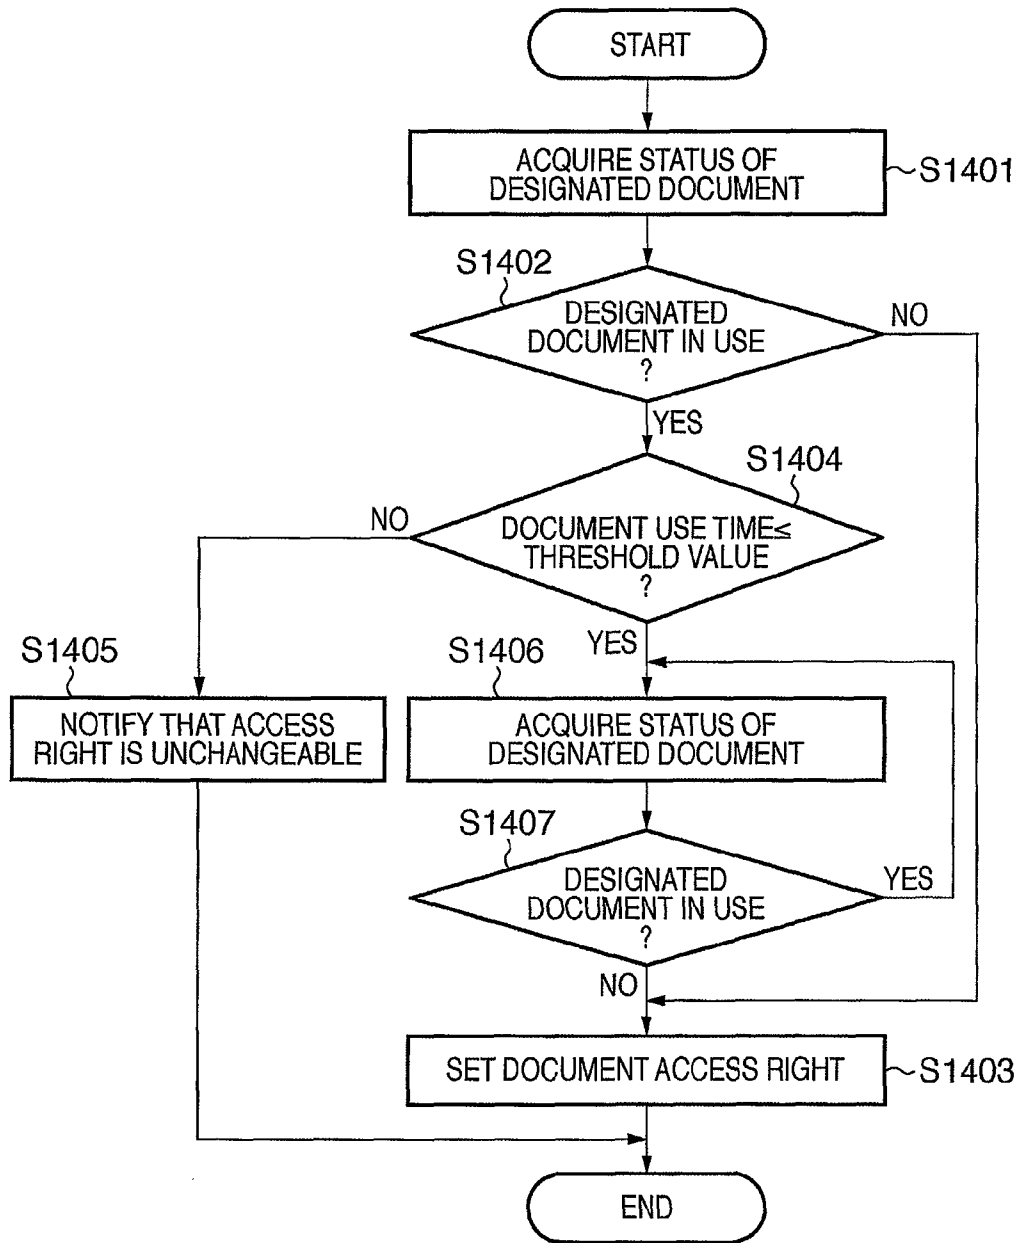 START
ACQUIRE STATUS OF
DESIGNATED DOCUMENT
S1401
S1402
DESIGNATED
DOCUMENT IN USE
?
NO
YES
S1404
NO
DOCUMENT USE TIME≤
THRESHOLD VALUE
?
YES
S1405
NOTIFY THAT ACCESS
RIGHT IS UNCHANGEABLE
S1406
ACQUIRE STATUS OF
DESIGNATED DOCUMENT
S1407
DESIGNATED
DOCUMENT IN USE
?
YES
NO
SET DOCUMENT ACCESS RIGHT
S1403
END